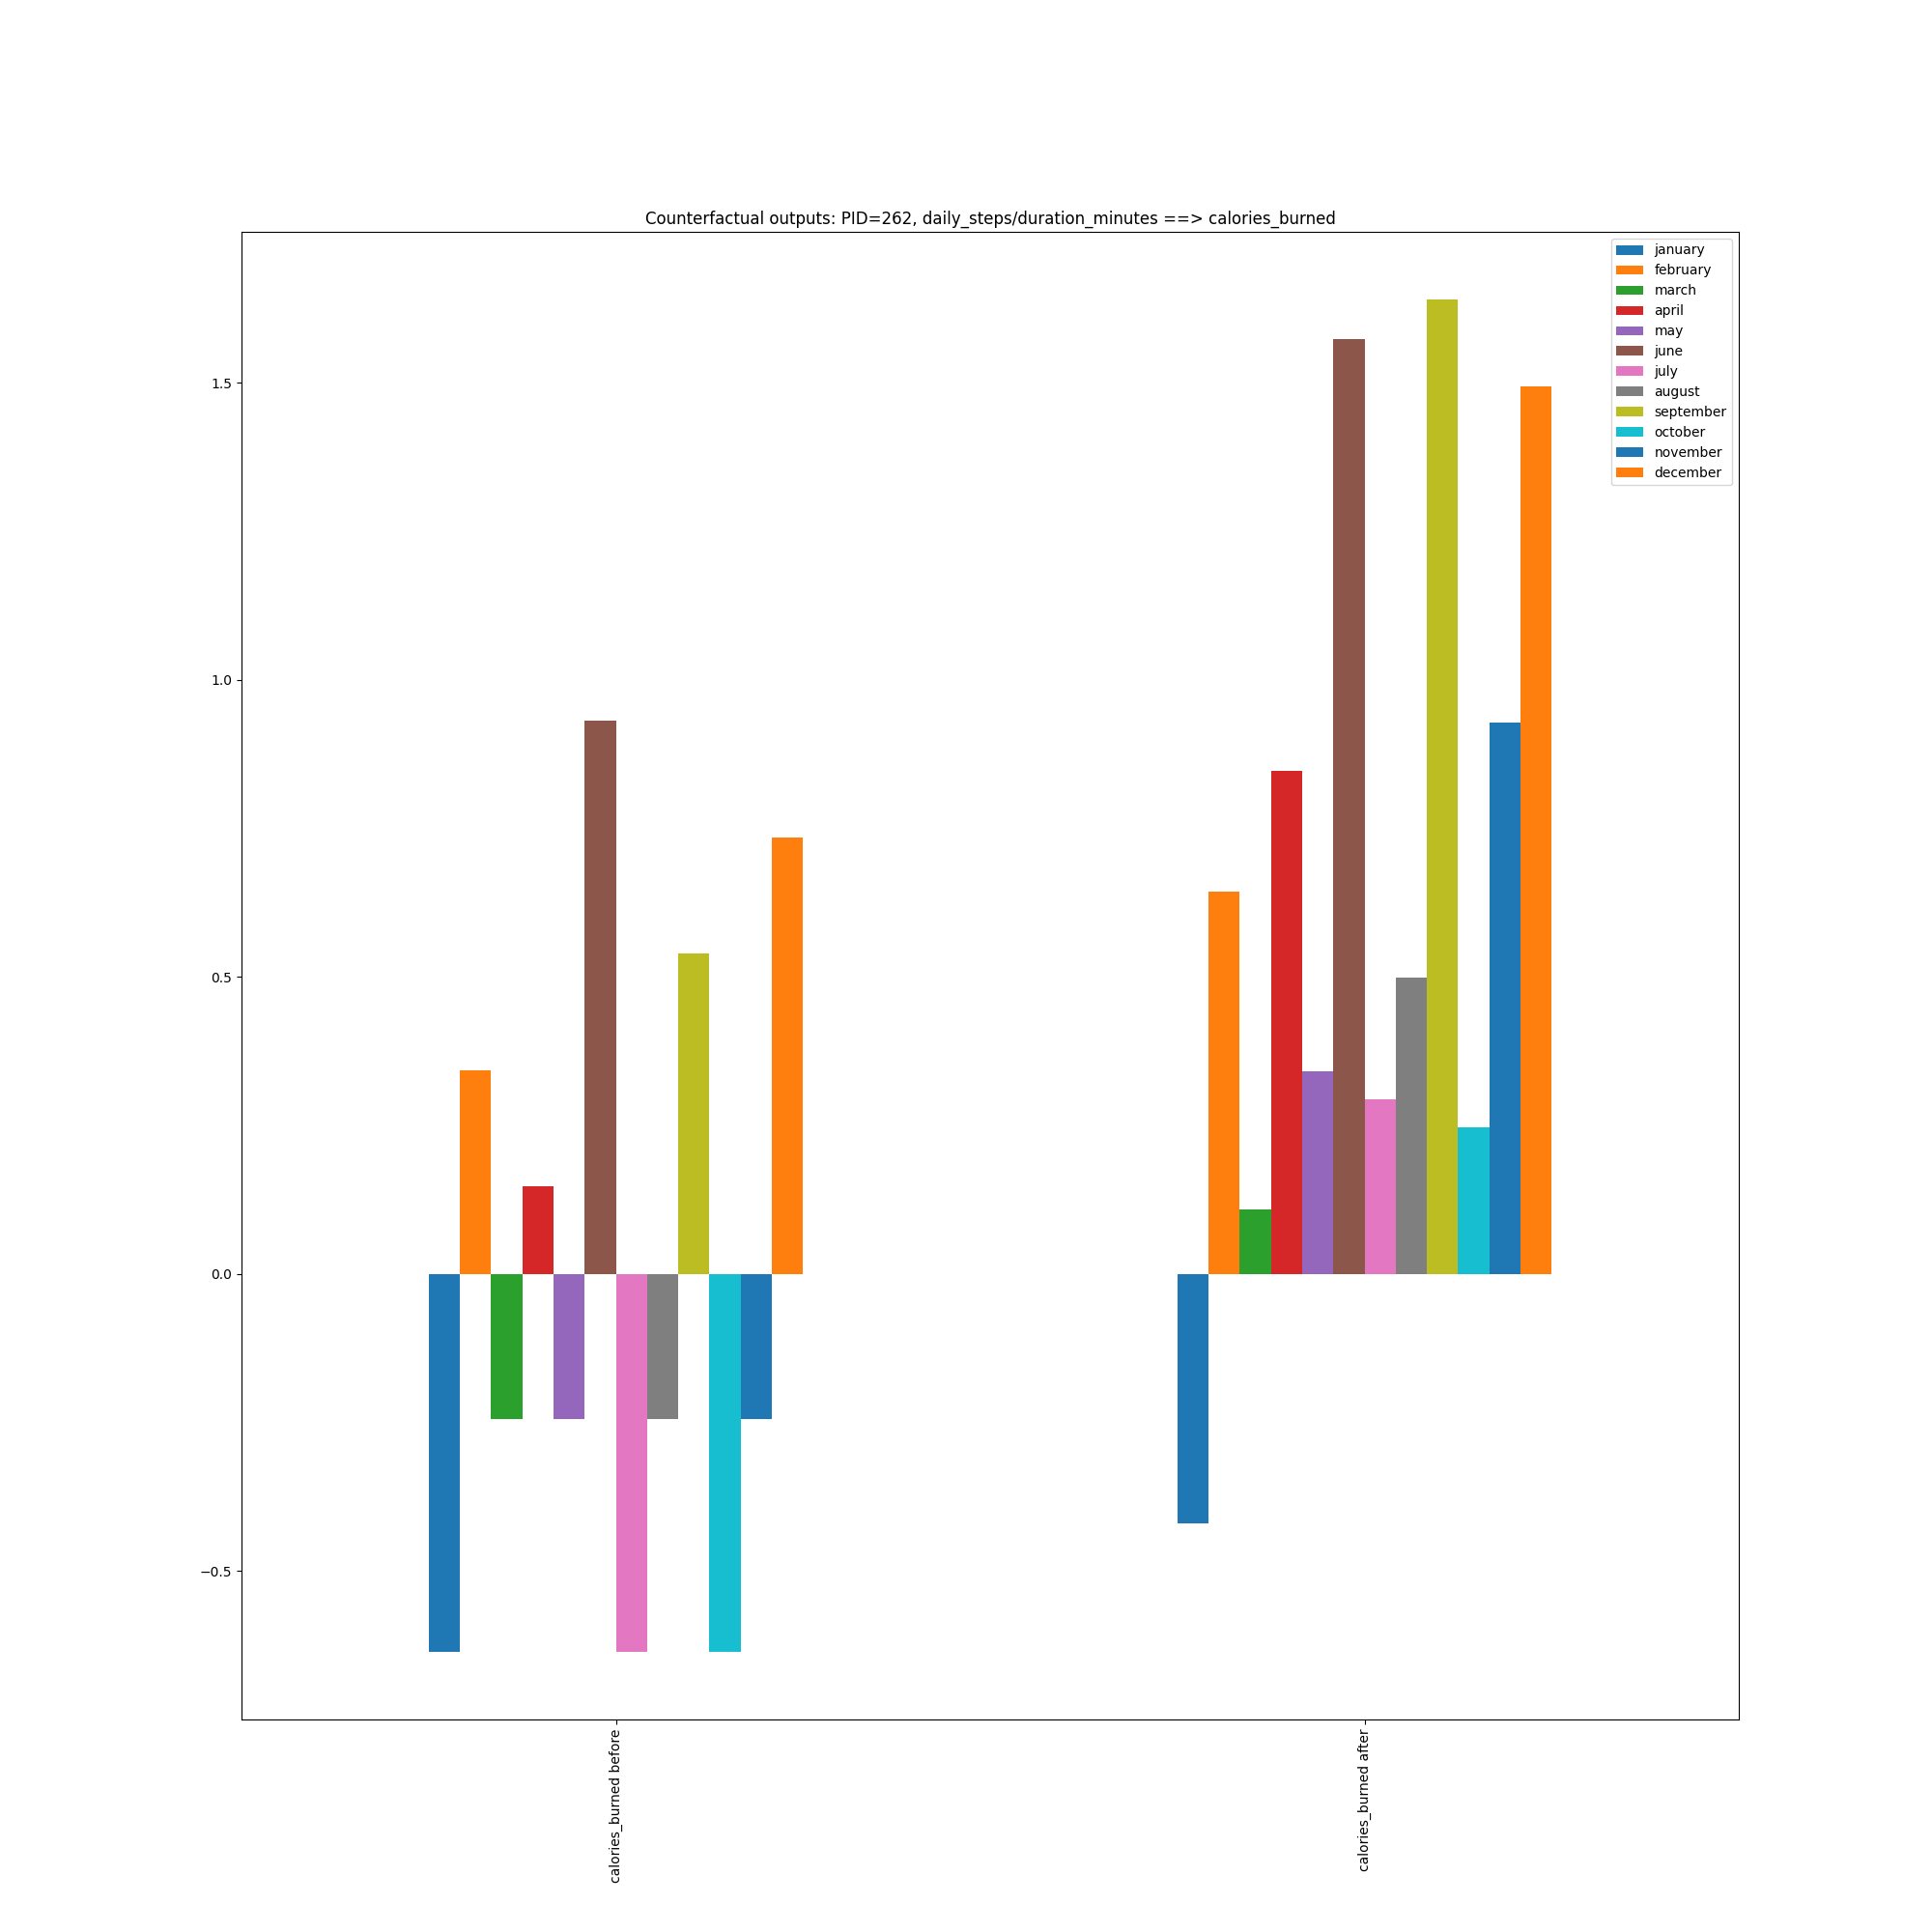 Counterfactual outputs: PID=262, daily_steps/duration_minutes ==> calories_burned
january
february
march
april
may
june
july
august
september
october
november
december
1.5
1.0
0.5
0.0
−0.5
calories_burned before
calories_burned after